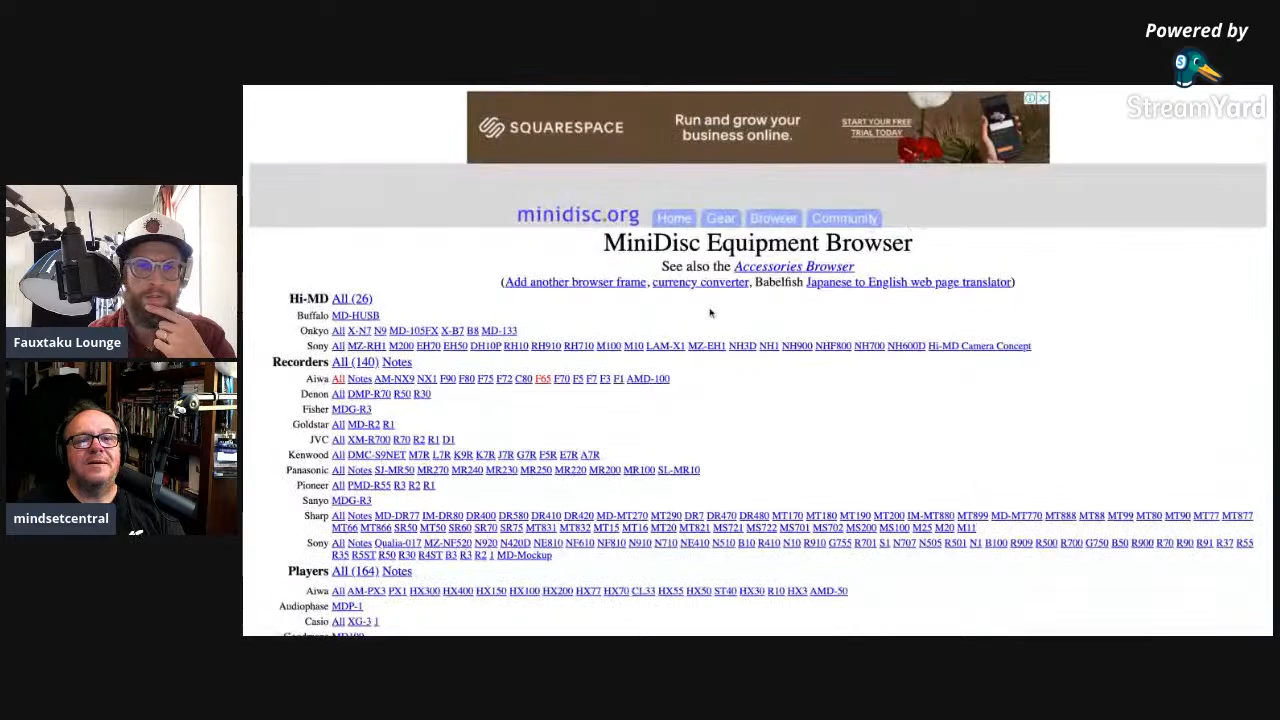 Powered by
StreamYard
SQUARESPACE
Run and grow your
business online.
START YOUR FREE
TRIAL TODAY
minidisc.org Home Gear Browser Community
MiniDisc Equipment Browser
See also the Accessories Browser
(Add another browser frame, currency converter, Babelfish Japanese to English web page translator)
Hi-MD All (26)
Buffalo MD-HUSB
Onkyo All X-N7 N9 MD-105FX X-B7 B8 MD-133
Sony All MZ-RH1 M200 EH70 EH50 DH10P RH10 RH910 RH710 M100 M10 LAM-X1 MZ-EH1 NH3D NH1 NH900 NHF800 NH700 NH600D Hi-MD Camera Concept
Recorders All (140) Notes
Aiwa All Notes AM-NX9 NX1 F90 F80 F75 F72 C80 F65 F70 F5 F7 F3 F1 AMD-100
Denon All DMP-R70 R50 R30
Fisher MDG-R3
Goldstar All MD-R2 R1
JVC All XM-R700 R70 R2 R1 D1
Kenwood All DMC-S9NET M7R L7R K9R K7R J7R G7R F5R E7R A7R
Panasonic All Notes SJ-MR50 MR270 MR240 MR230 MR250 MR220 MR200 MR100 SL-MR10
Pioneer All PMD-R55 R3 R2 R1
Sanyo MDG-R3
Sharp All Notes MD-DR77 IM-DR80 DR400 DR580 DR410 DR420 MD-MT270 MT290 DR7 DR470 DR480 MT170 MT180 MT190 MT200 IM-MT880 MT899 MD-MT770 MT888 MT88 MT99 MT80 MT90 MT77 MT877
MT66 MT866 SR50 MT50 SR60 SR70 SR75 MT831 MT832 MT15 MT16 MT20 MT821 MS721 MS722 MS701 MS702 MS200 MS100 M25 M20 M11
Sony All Notes Qualia-017 MZ-NF520 N920 N420D NE810 NF610 NF810 N910 N710 NE410 N510 B10 R410 N10 R910 G755 R701 S1 N707 N505 R501 N1 B100 R909 R500 R700 G750 B50 R900 R70 R90 R91 R37 R55
R35 R5ST R50 R30 R4ST B3 R3 R2 1 MD-Mockup
Players All (164) Notes
Aiwa All AM-PX3 PX1 HX300 HX400 HX150 HX100 HX200 HX77 HX70 CL33 HX55 HX50 ST40 HX30 R10 HX3 AMD-50
Audiophase MDP-1
Casio All XG-3 1
Fauxtaku Lounge
mindsetcentral